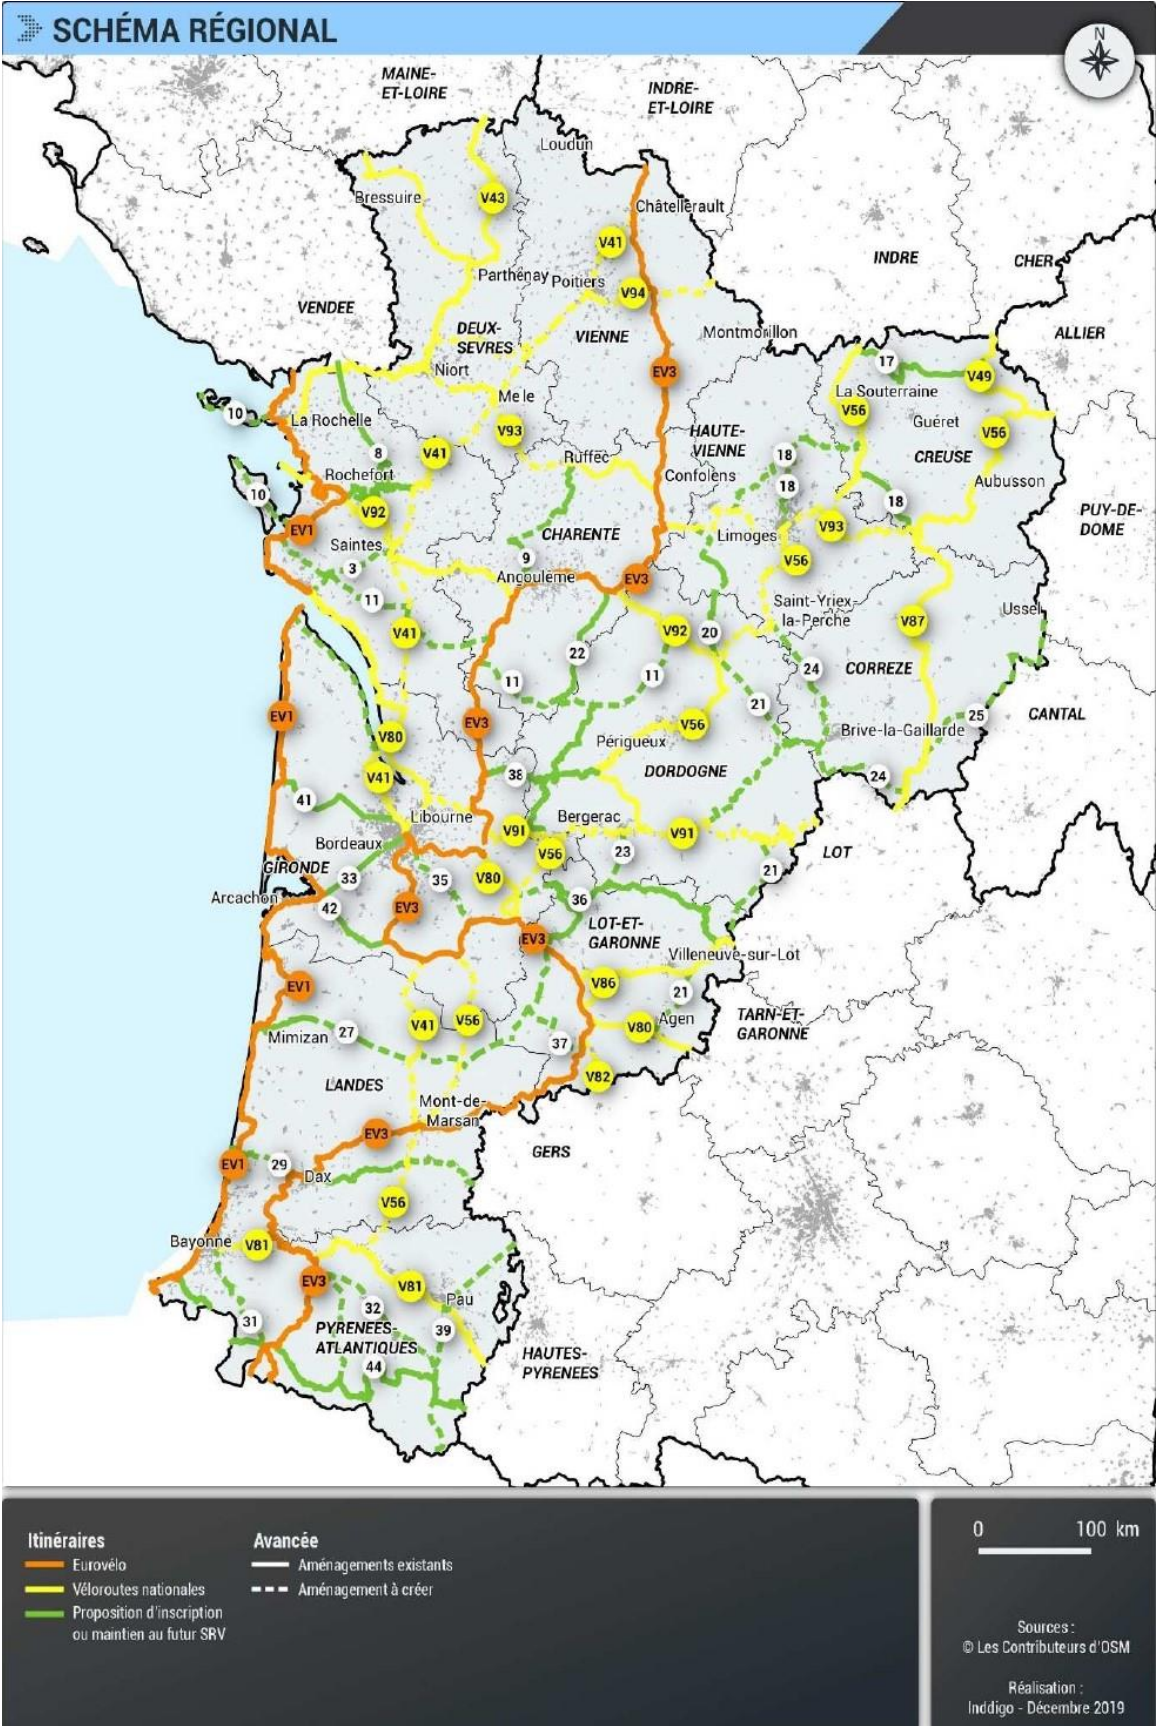 SCHÉMA RÉGIONAL
N
MAINE-
ET-LOIRE
INDRE-
ET-LOIRE
Loudun
Bressuire
V43
Châtellerault
V41
INDRE
CHER
Parthenay
Poitiers
V94
VENDEE
DEUX-
SEVRES
VIENNE
Montmorillon
ALLIER
Niort
EV3
17
V49
La Souterraine
Mele
10
La Rochelle
V56
Guéret
V56
V93
HAUTE-
VIENNE
8
V41
Ruffec
18
CREUSE
Rochefort
Confolens
Aubusson
10
18
18
V92
PUY-DE-
DOME
EV1
CHARENTE
Limoges
V93
Saintes
9
V56
3
Angoulême
EV3
11
Saint-Yriex-
la-Perche
Ussel
V41
V92
20
V87
22
24
CORREZE
11
11
21
EV1
EV3
V56
25
CANTAL
V80
Périgueux
Brive-la-Gaillarde
V41
38
DORDOGNE
24
41
Libourne
Bergerac
V91
V91
Bordeaux
V56
23
LOT
GIRONDE
33
35
V80
21
Arcachon
42
EV3
36
LOT-ET-
GARONNE
EV3
Villeneuve-sur-Lot
EV1
V86
21
V41
V56
Agen
TARN-ET-
GARONNE
Mimizan
27
V80
37
V82
LANDES
Mont-de-
Marsan
EV3
GERS
EV1
29
Dax
V56
Bayonne
V81
EV3
V81
Pau
32
31
PYRENEES-
ATLANTIQUES
39
44
HAUTES-
PYRENEES
Itinéraires
Eurovélo
Véloroutes nationales
Proposition d'inscription
ou maintien au futur SRV
Avancée
Aménagements existants
Aménagement à créer
0 100 km
Sources :
© Les Contributeurs d'OSM
Réalisation :
Inddigo - Décembre 2019